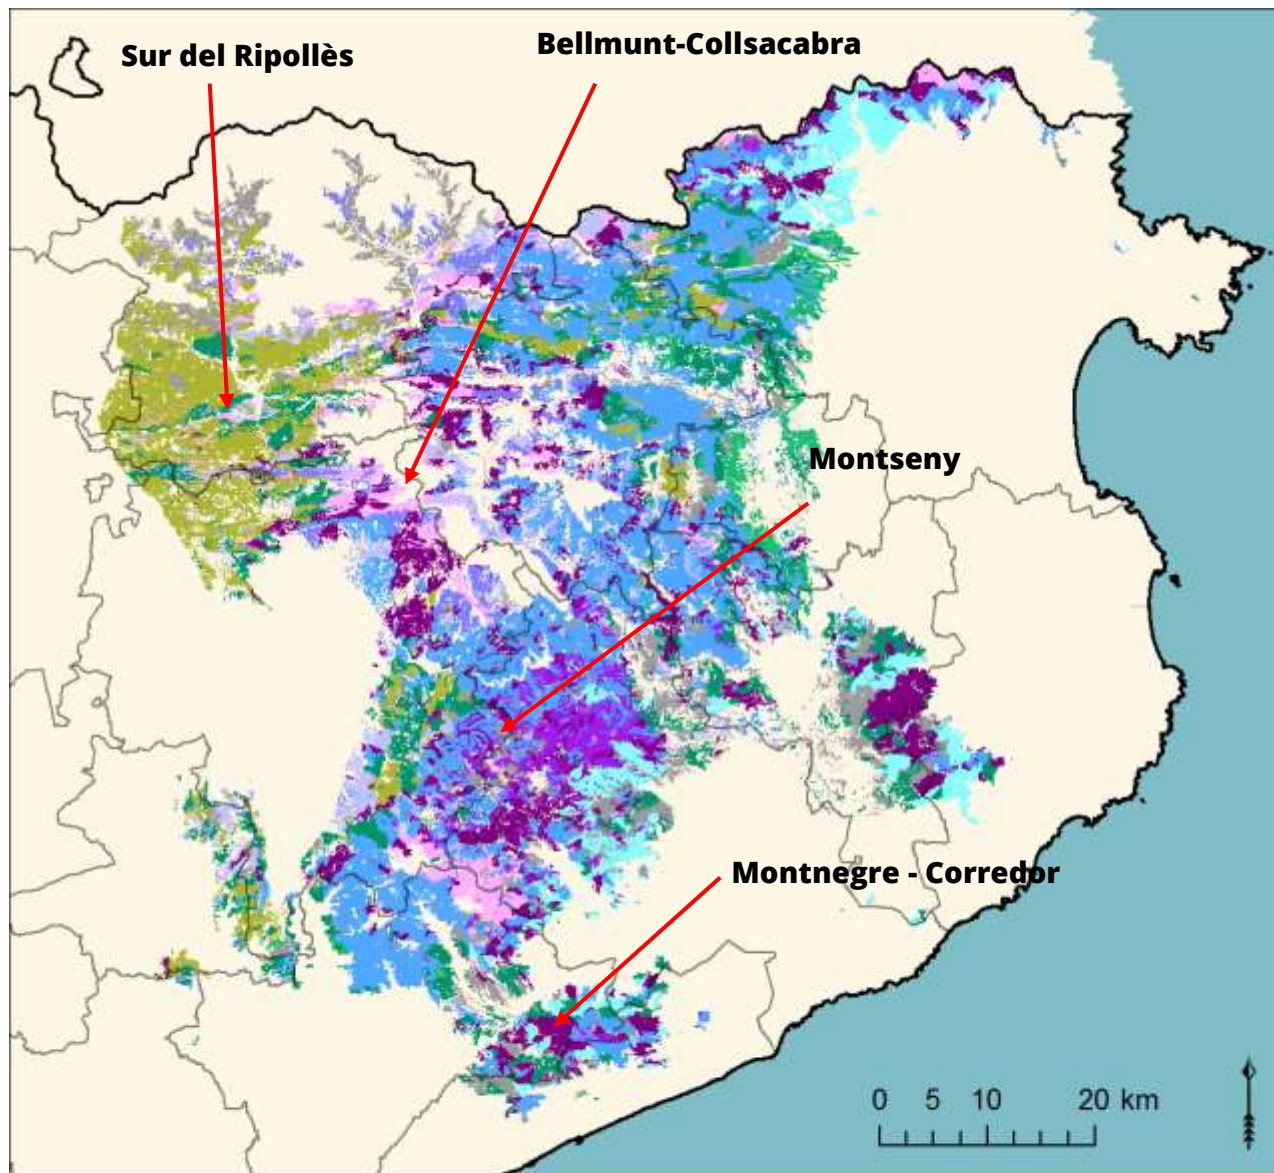 Sur del Ripollès
Bellmunt-Collsacabra
Montseny
Montnegre - Corredor
0 5 10 20 km